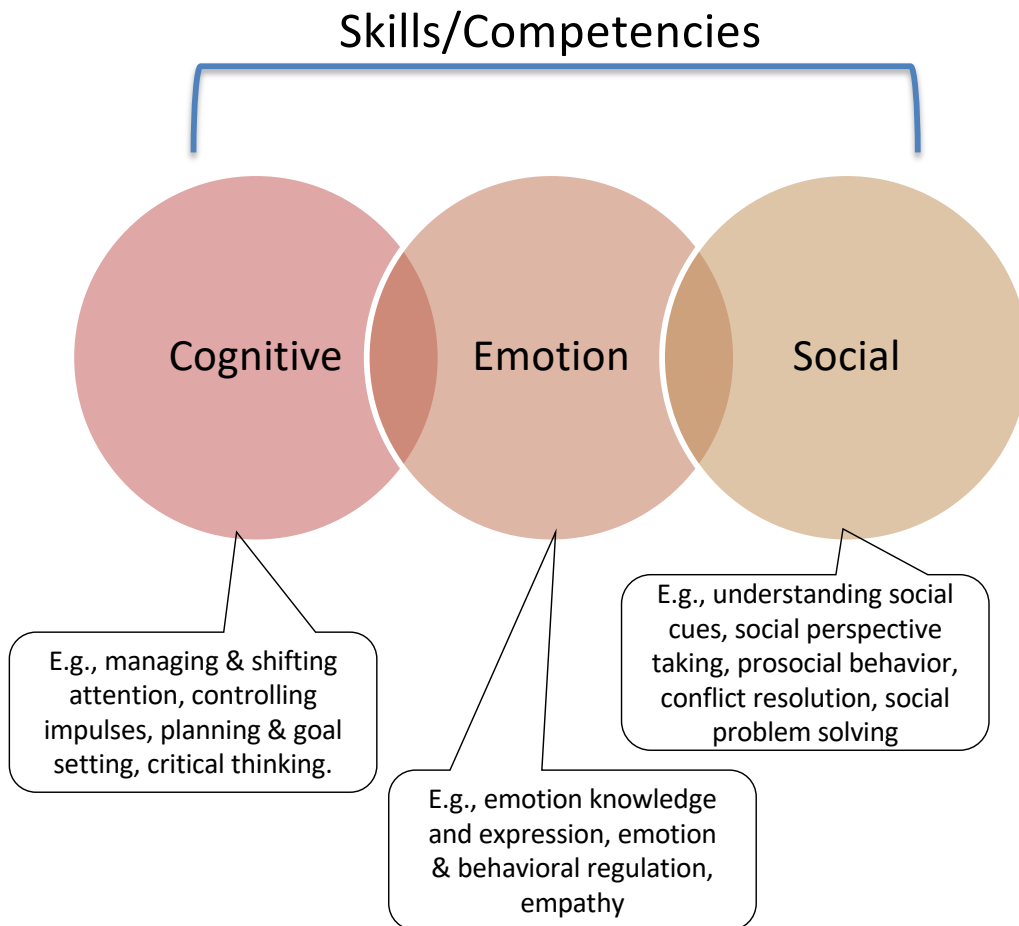 Skills/Competencies
Cognitive
Emotion
Social
E.g., managing & shifting
attention, controlling
impulses, planning & goal
setting, critical thinking.
E.g., emotion knowledge
and expression, emotion
& behavioral regulation,
empathy
E.g., understanding social
cues, social perspective
taking, prosocial behavior,
conflict resolution, social
problem solving